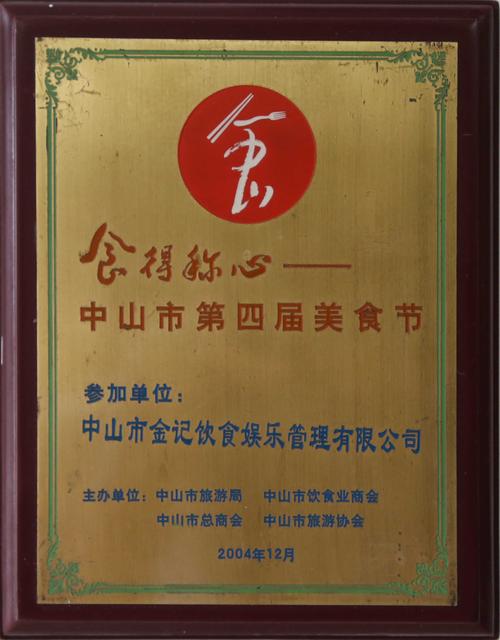 食得称心——
中山市第四届美食节
参加单位：
中山市金记饮食娱乐管理有限公司
主办单位：中山市旅游局 中山市饮食业商会
中山市总商会 中山市旅游协会
2004年12月